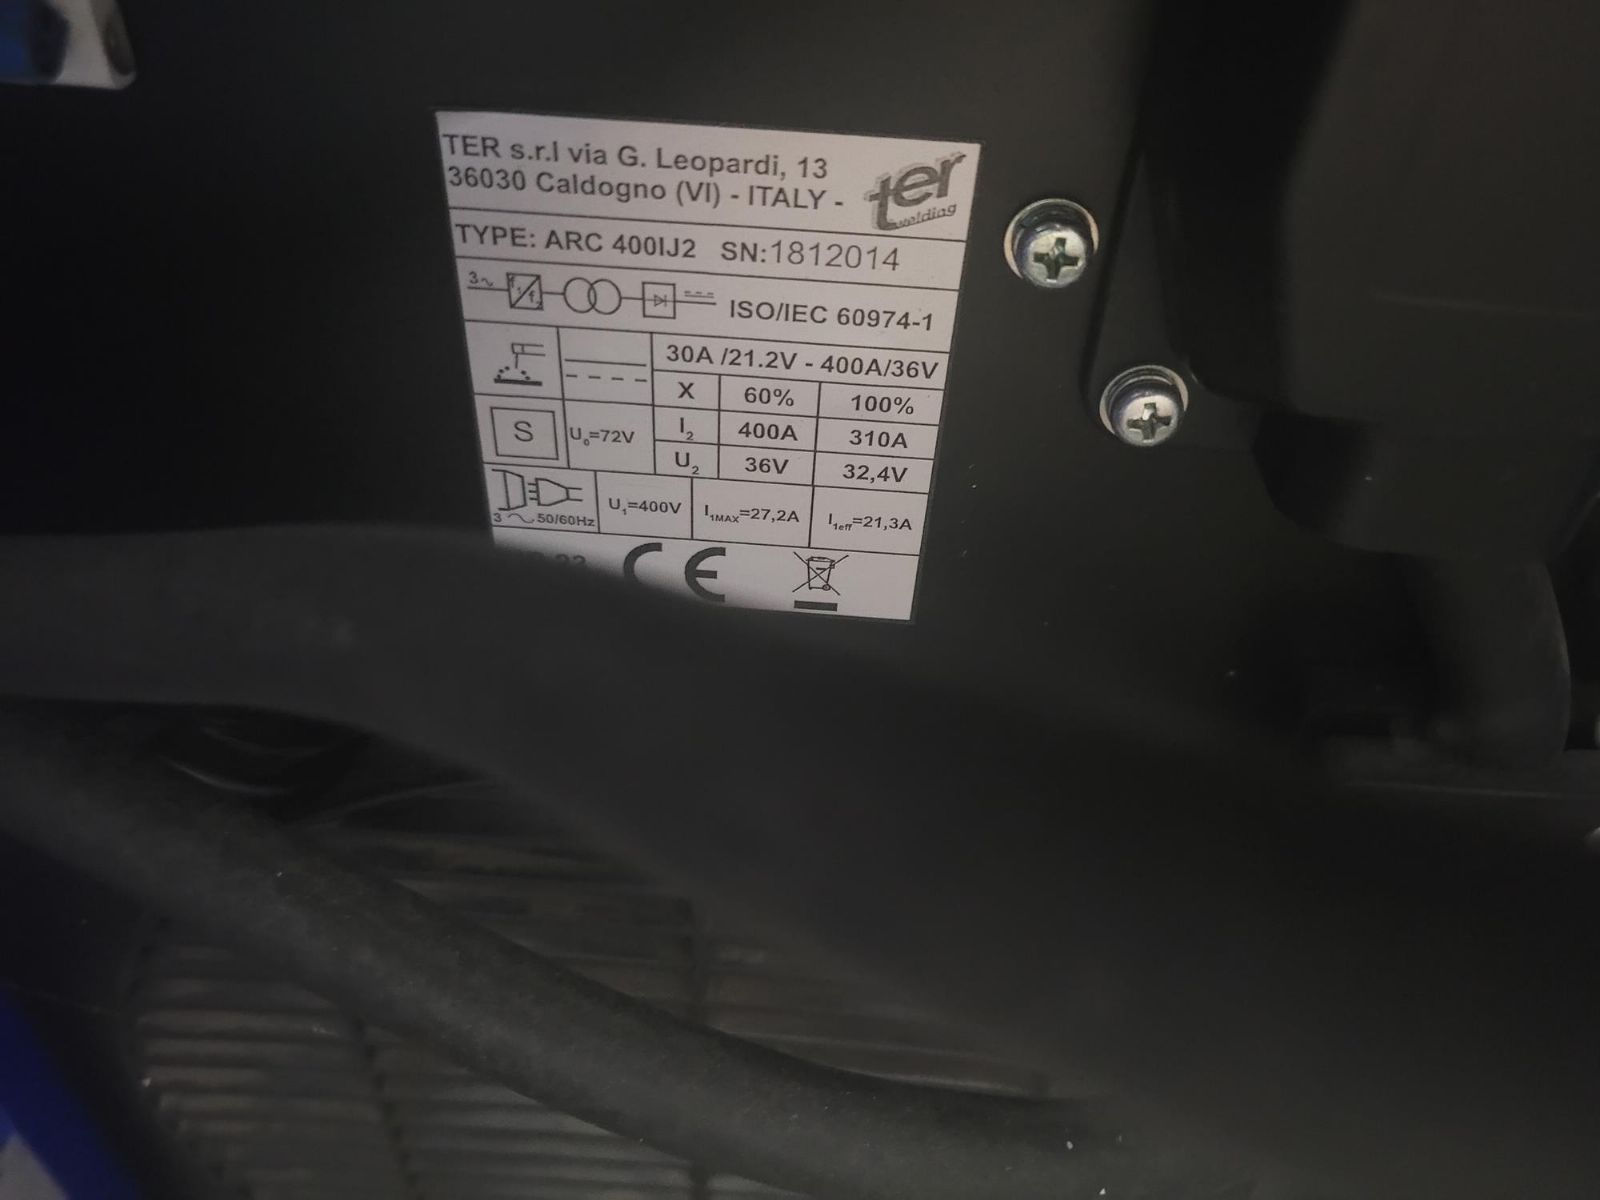 TER s.r.l via G. Leopardi, 13
36030 Caldogno (VI) - ITALY -
ter
welding
TYPE: ARC 400IJ2 SN:1812014
3~ f1 f2 ISO/IEC 60974-1
30A /21.2V - 400A/36V
X 60% 100%
S U₀=72V I₂ 400A 310A
U₂ 36V 32,4V
3~50/60Hz U₁=400V I₁MAX=27,2A I₁eff=21,3A
CE